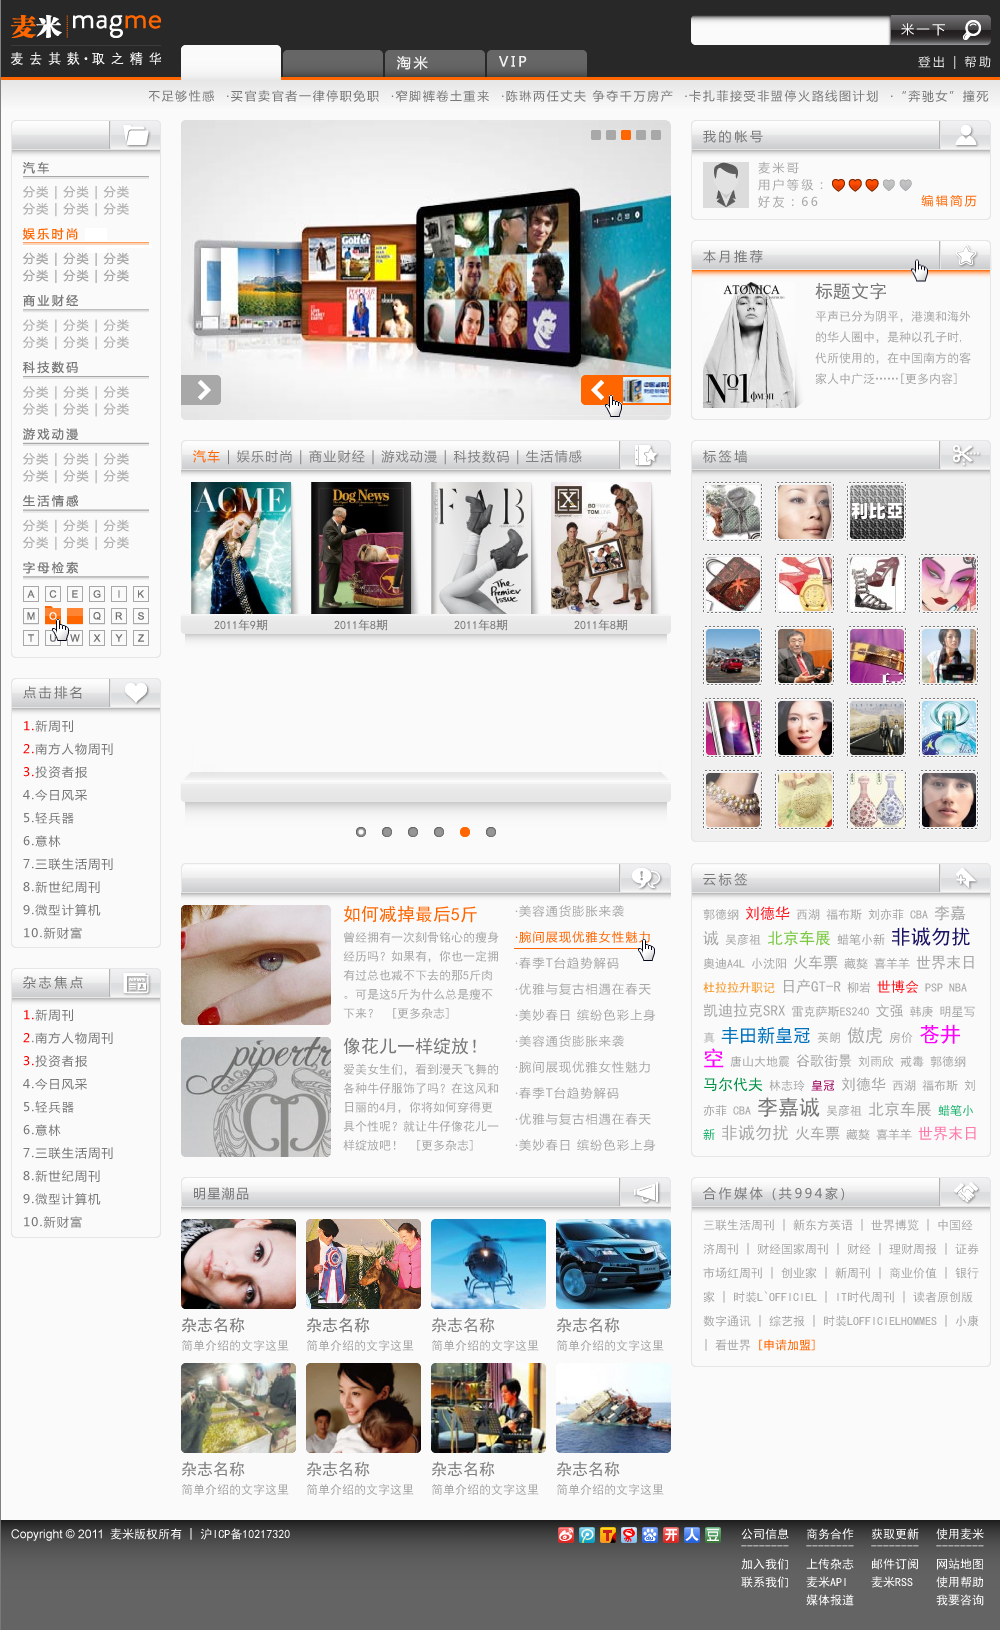 麦米 magme
麦去其麸·取之精华
淘米
VIP
米一下
登出 | 帮助
不足够性感 ·买官卖官者一律停职免职 ·窄脚裤卷土重来 ·陈琳两任丈夫 争夺千万房产 ·卡扎菲接受非盟停火路线图计划 ·“奔驰女”撞死
汽车
分类 | 分类 | 分类
分类 | 分类 | 分类
娱乐时尚
分类 | 分类 | 分类
分类 | 分类 | 分类
商业财经
分类 | 分类 | 分类
分类 | 分类 | 分类
科技数码
分类 | 分类 | 分类
分类 | 分类 | 分类
游戏动漫
分类 | 分类 | 分类
分类 | 分类 | 分类
生活情感
分类 | 分类 | 分类
分类 | 分类 | 分类
字母检索
A C E G I K
M O Q R S
T W X Y Z
点击排名
1.新周刊
2.南方人物周刊
3.投资者报
4.今日风采
5.轻兵器
6.意林
7.三联生活周刊
8.新世纪周刊
9.微型计算机
10.新财富
杂志焦点
1.新周刊
2.南方人物周刊
3.投资者报
4.今日风采
5.轻兵器
6.意林
7.三联生活周刊
8.新世纪周刊
9.微型计算机
10.新财富
Golfer
POPULAR
汽车 | 娱乐时尚 | 商业财经 | 游戏动漫 | 科技数码 | 生活情感
ACME
Dog News
FAB
The Premier Issue
X
2011年9期
2011年8期
2011年8期
2011年8期
如何减掉最后5斤
曾经拥有一次刻骨铭心的瘦身
经历吗？如果有，你也一定拥
有过总也减不下去的那5斤肉
。可是这5斤为什么总是瘦不
下来？ [更多杂志]
像花儿一样绽放！
爱美女生们，看到漫天飞舞的
各种牛仔服饰了吗？在这风和
日丽的4月，你将如何穿得更
具个性呢？就让牛仔像花儿一
样绽放吧！ [更多杂志]
pipertr
·美容通货膨胀来袭
·腕间展现优雅女性魅力
·春季T台趋势解码
·优雅与复古相遇在春天
·美妙春日 缤纷色彩上身
·美容通货膨胀来袭
·腕间展现优雅女性魅力
·春季T台趋势解码
·优雅与复古相遇在春天
·美妙春日 缤纷色彩上身
明星潮品
杂志名称 杂志名称 杂志名称 杂志名称
简单介绍的文字这里 简单介绍的文字这里 简单介绍的文字这里 简单介绍的文字这里
杂志名称 杂志名称 杂志名称 杂志名称
简单介绍的文字这里 简单介绍的文字这里 简单介绍的文字这里 简单介绍的文字这里
我的帐号
麦米哥
用户等级：
好友：66
编辑简历
本月推荐
ATOMICA
No1
标题文字
平声已分为阴平，港澳和海外
的华人圈中，是种以孔子时.
代所使用的，在中国南方的客
家人中广泛……[更多内容]
标签墙
利比亞
云标签
郭德纲 刘德华 西湖 福布斯 刘亦菲 CBA 李嘉
诚 吴彦祖 北京车展 蜡笔小新 非诚勿扰
奥迪A4L 小沈阳 火车票 藏獒 喜羊羊 世界末日
杜拉拉升职记 日产GT-R 柳岩 世博会 PSP NBA
凯迪拉克SRX 雷克萨斯ES240 文强 韩庚 明星写
真 丰田新皇冠 英朗 傲虎 房价 苍井
空 唐山大地震 谷歌街景 刘雨欣 戒毒 郭德纲
马尔代夫 林志玲 皇冠 刘德华 西湖 福布斯 刘
亦菲 CBA 李嘉诚 吴彦祖 北京车展 蜡笔小
新 非诚勿扰 火车票 藏獒 喜羊羊 世界末日
合作媒体（共994家）
三联生活周刊 | 新东方英语 | 世界博览 | 中国经
济周刊 | 财经国家周刊 | 财经 | 理财周报 | 证券
市场红周刊 | 创业家 | 新周刊 | 商业价值 | 银行
家 | 时装L`OFFICIEL | IT时代周刊 | 读者原创版
数字通讯 | 综艺报 | 时装LOFFICIELHOMMES | 小康
| 看世界 [申请加盟]
Copyright © 2011 麦米版权所有 | 沪ICP备10217320
开 人 豆
公司信息 商务合作 获取更新 使用麦米
加入我们 上传杂志 邮件订阅 网站地图
联系我们 麦米API 麦米RSS 使用帮助
媒体报道 我要咨询